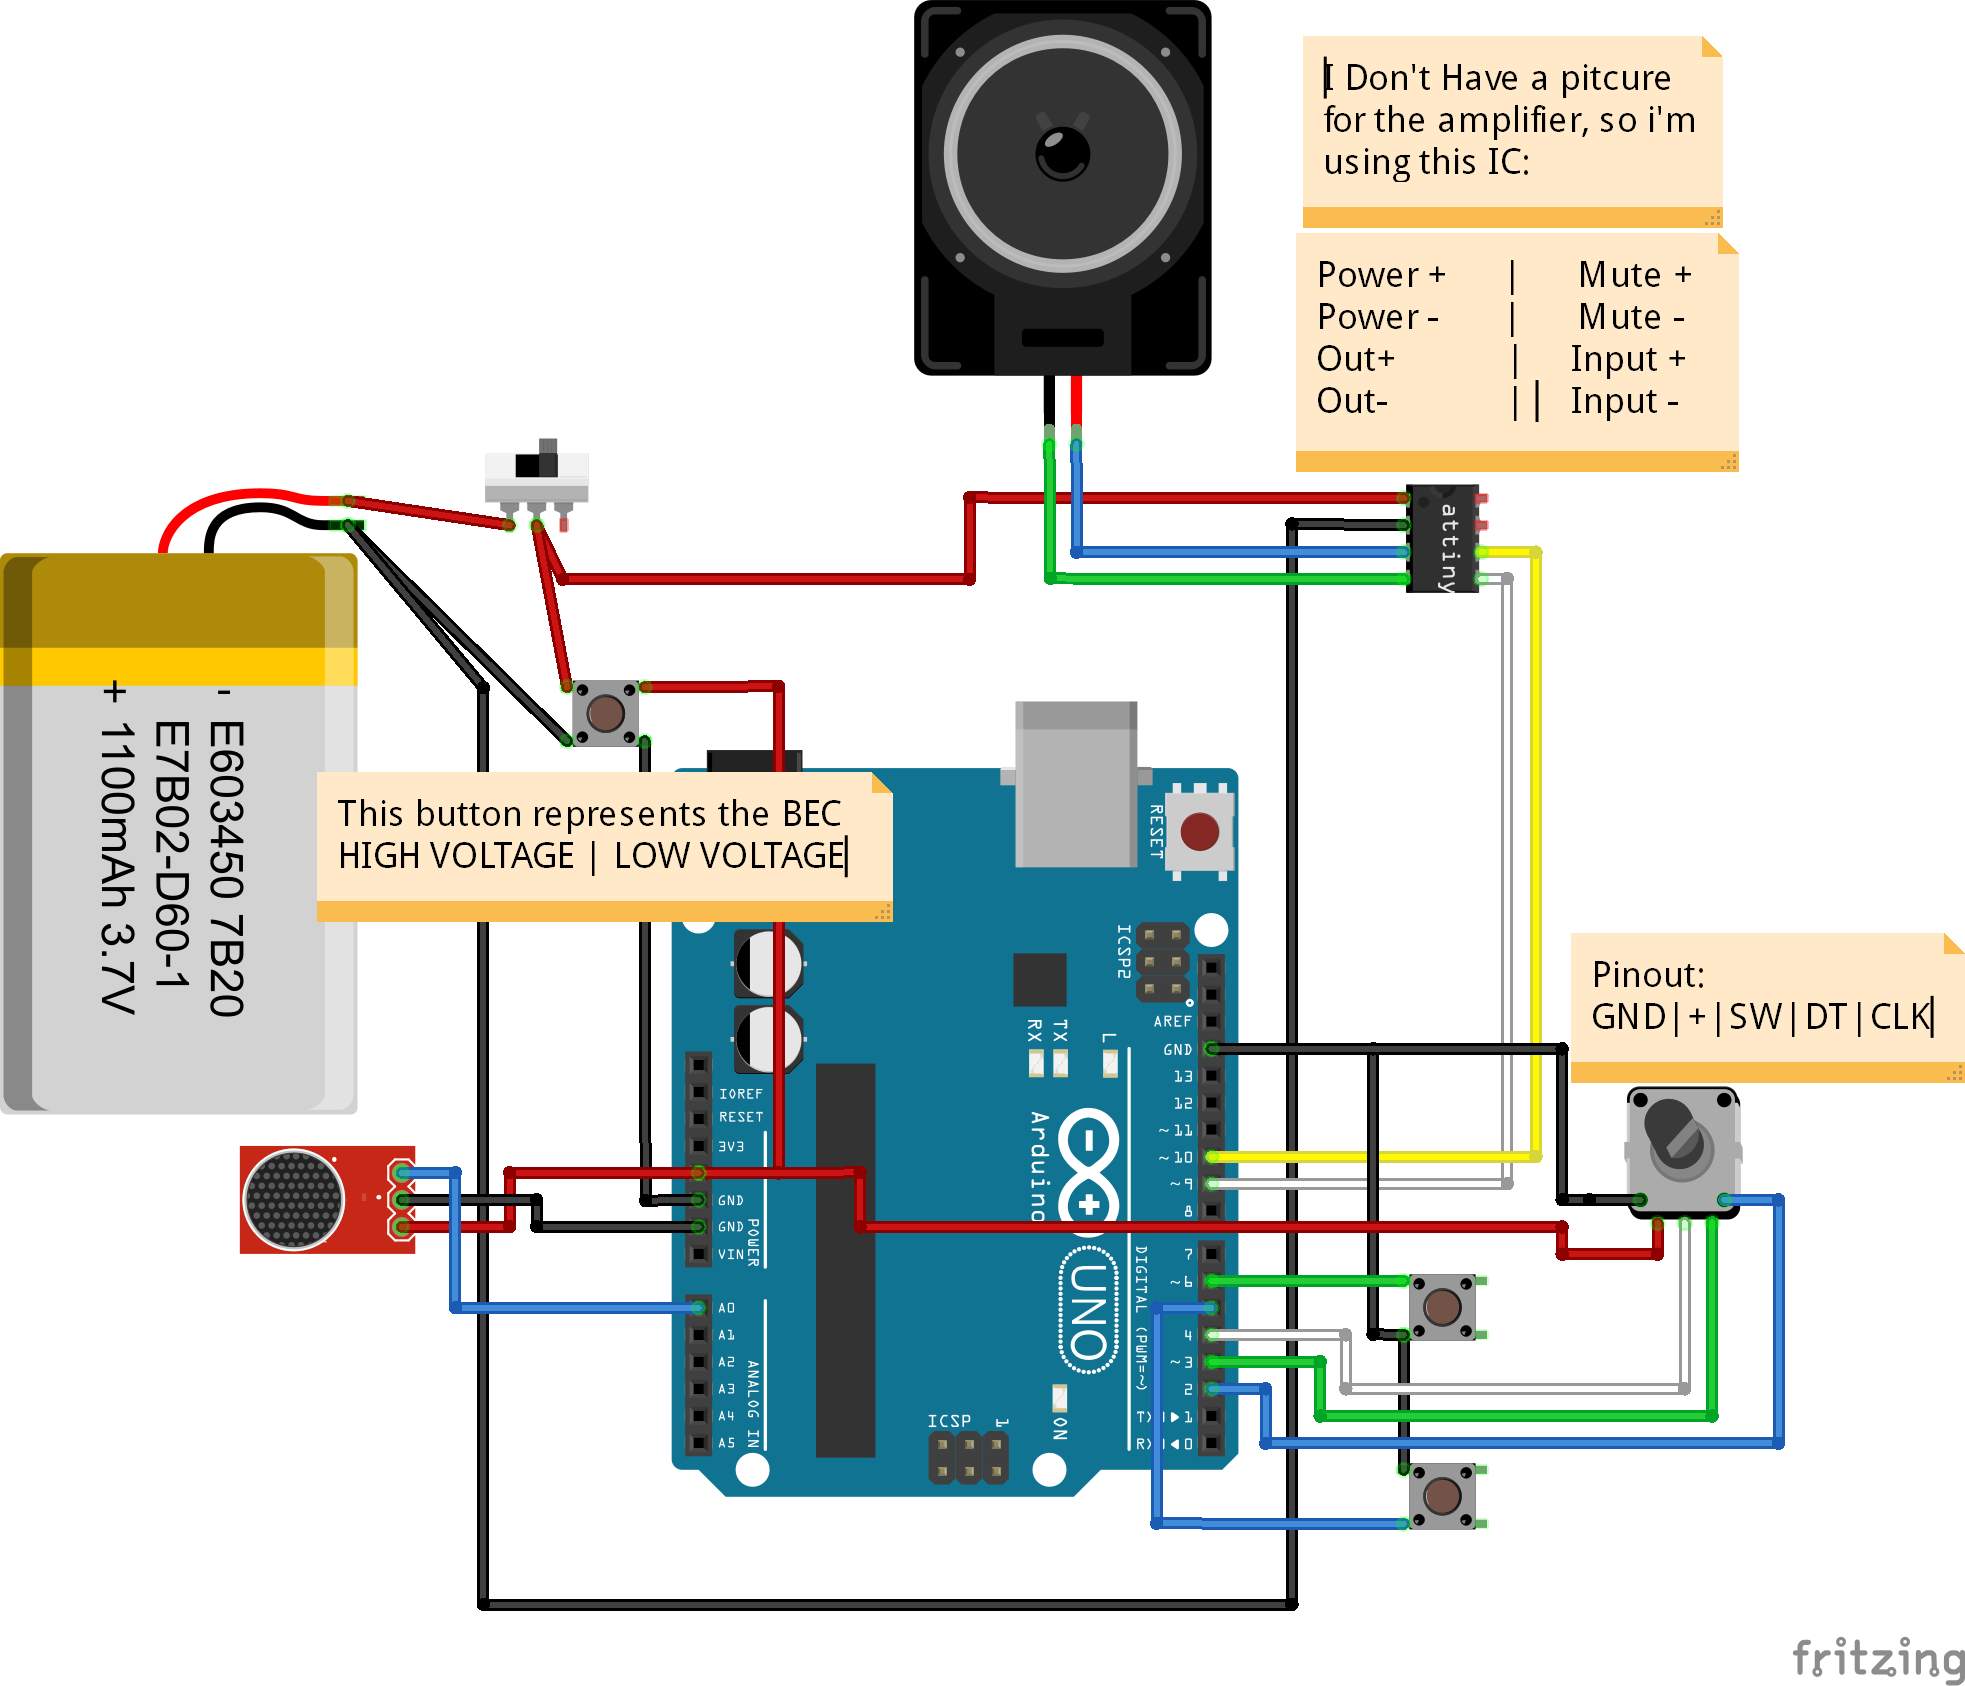 I Don't Have a pitcure
for the amplifier, so i'm
using this IC:
Power + | Mute +
Power - | Mute -
Out+ | Input +
Out- | | Input -
attiny
- E603450 7B20
E7B02-D60-1
+ 1100mAh 3.7V
This button represents the BEC
HIGH VOLTAGE | LOW VOLTAGE
RESET
ICSP2
Pinout:
GND|+|SW|DT|CLK
RX
TX
L
AREF
GND
13
12
~11
~10
~9
8
7
~6
4
~3
2
TX▶1
RX◀0
DIGITAL (PWM=~)
IOREF
RESET
3V3
GND
GND
VIN
POWER
A0
A1
A2
A3
A4
A5
ANALOG IN
Arduino
UNO
ICSP
1
ON
fritzing